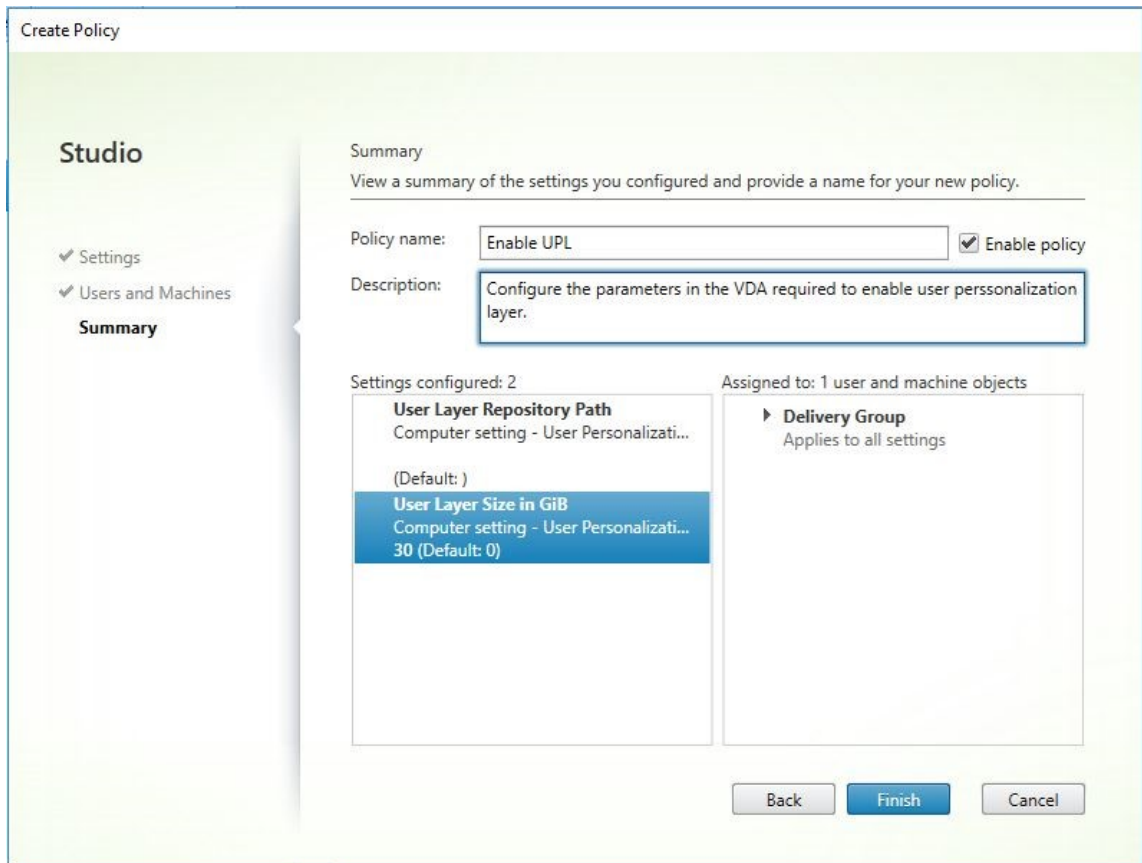 Create Policy
Studio
Settings
Users and Machines
Summary
Summary
View a summary of the settings you configured and provide a name for your new policy.
Policy name:
Enable UPL
Enable policy
Description:
Configure the parameters in the VDA required to enable user perssonalization
layer.
Settings configured: 2
User Layer Repository Path
Computer setting - User Personalizati...
(Default: )
User Layer Size in GiB
Computer setting - User Personalizati...
30 (Default: 0)
Assigned to: 1 user and machine objects
Delivery Group
Applies to all settings
Back
Finish
Cancel